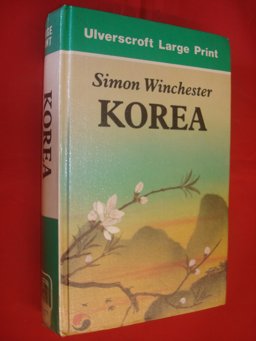 Ulverscroft Large Print
Simon Winchester
KOREA
KOREA